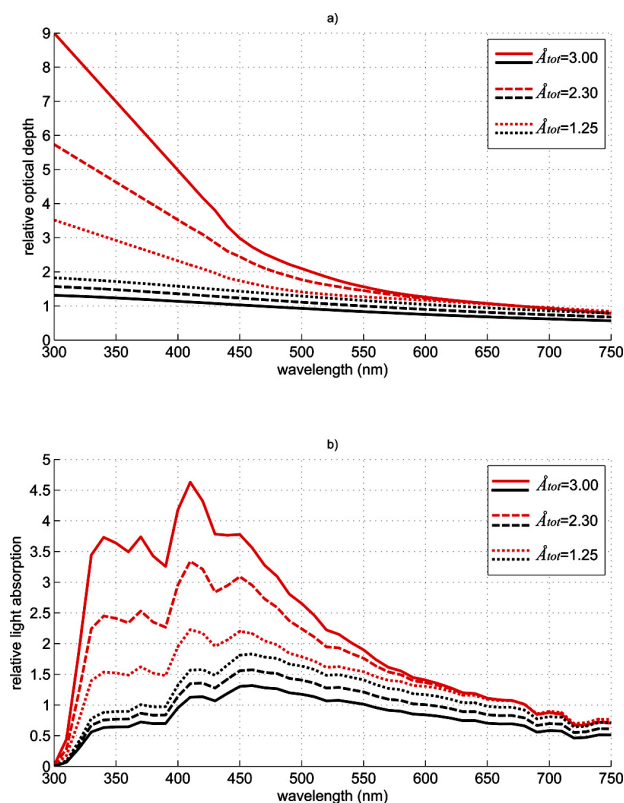 a)
9
8
7
6
5
4
3
2
1
0
relative optical depth
Åtot=3.00
Åtot=2.30
Åtot=1.25
300 350 400 450 500 550 600 650 700 750
wavelength (nm)
b)
5
4.5
4
3.5
3
2.5
2
1.5
1
0.5
0
relative light absorption
Åtot=3.00
Åtot=2.30
Åtot=1.25
300 350 400 450 500 550 600 650 700 750
wavelength (nm)